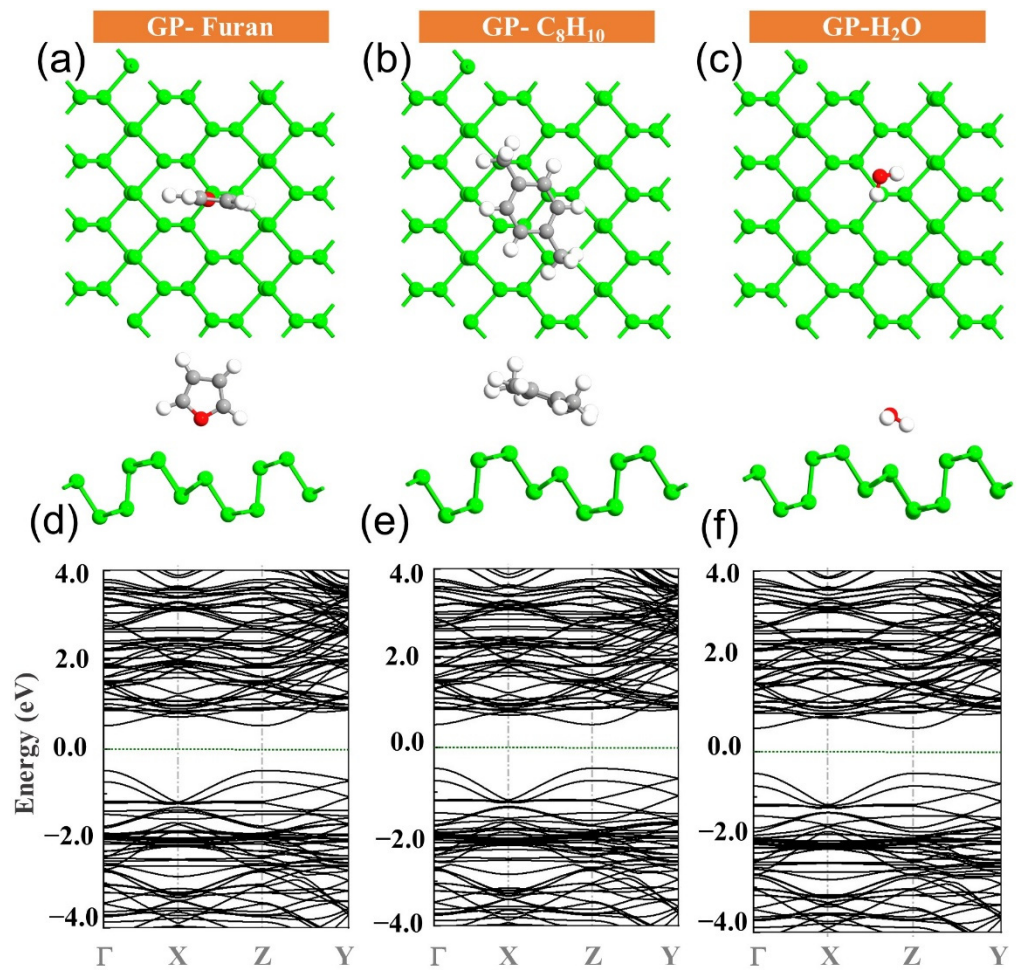 GP- Furan
GP- C₈H₁₀
GP-H₂O
(a)
(b)
(c)
(d)
(e)
(f)
Energy (eV)
4.0
2.0
0.0
−2.0
−4.0
Γ X Z Y
4.0
2.0
0.0
−2.0
−4.0
Γ X Z Y
4.0
2.0
0.0
−2.0
−4.0
Γ X Z Y